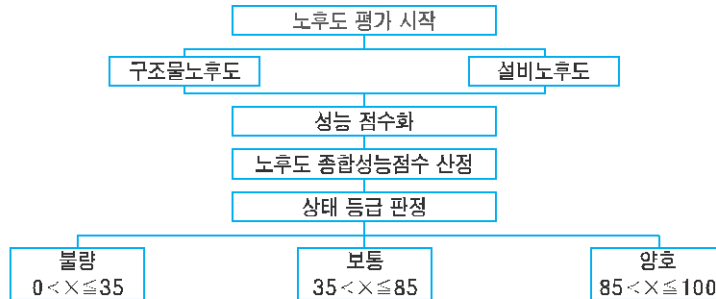 노후도 평가 시작
구조물노후도
설비노후도
성능 점수화
노후도 종합성능점수 산정
상태 등급 판정
불량
0<×≦35
보통
35<×≦85
양호
85<×≦100